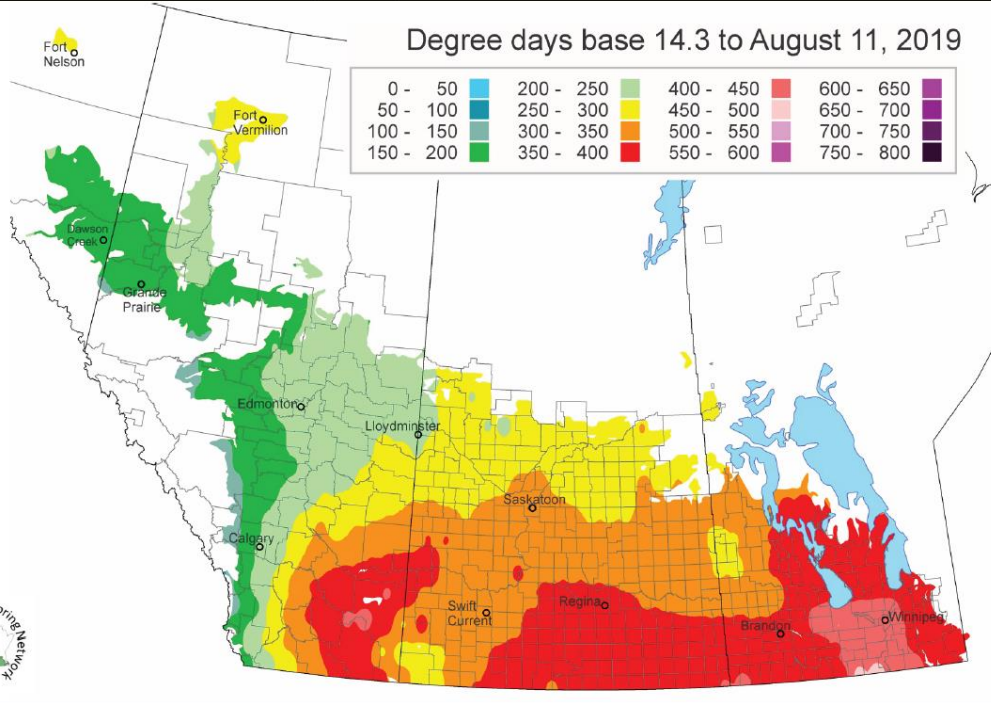 Degree days base 14.3 to August 11, 2019
0 - 50 200 - 250 400 - 450 600 - 650
50 - 100 250 - 300 450 - 500 650 - 700
100 - 150 300 - 350 500 - 550 700 - 750
150 - 200 350 - 400 550 - 600 750 - 800
Fort
Nelson
Fort
Vermilion
Dawson
Creek
Grande
Prairie
Edmonton
Lloydminster
Saskatoon
Calgary
Swift
Current
Regina
Brandon
Winnipeg
Network